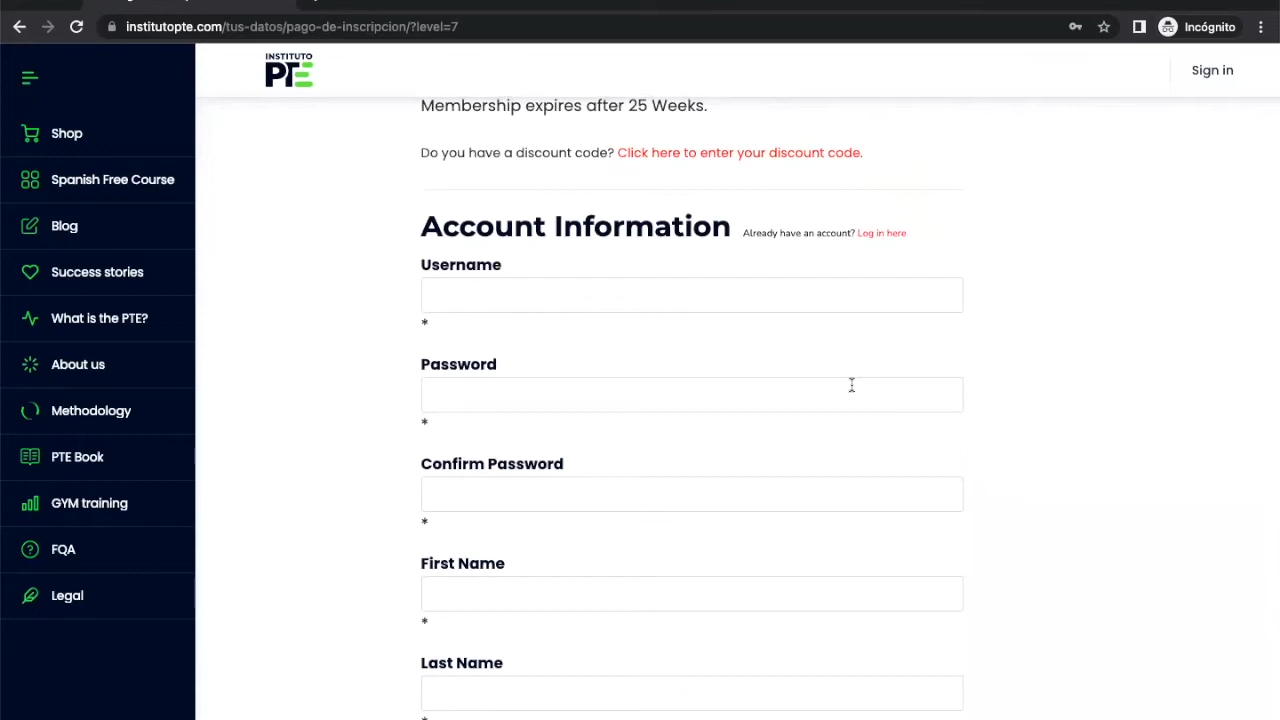 institutopte.com/tus-datos/pago-de-inscripcion/?level=7
Incógnito
INSTITUTO
PTE
Sign in
Shop
Spanish Free Course
Blog
Success stories
What is the PTE?
About us
Methodology
PTE Book
GYM training
FQA
Legal
Membership expires after 25 Weeks.
Do you have a discount code? Click here to enter your discount code.
Account Information Already have an account? Log in here
Username
*
Password
*
Confirm Password
*
First Name
*
Last Name
*